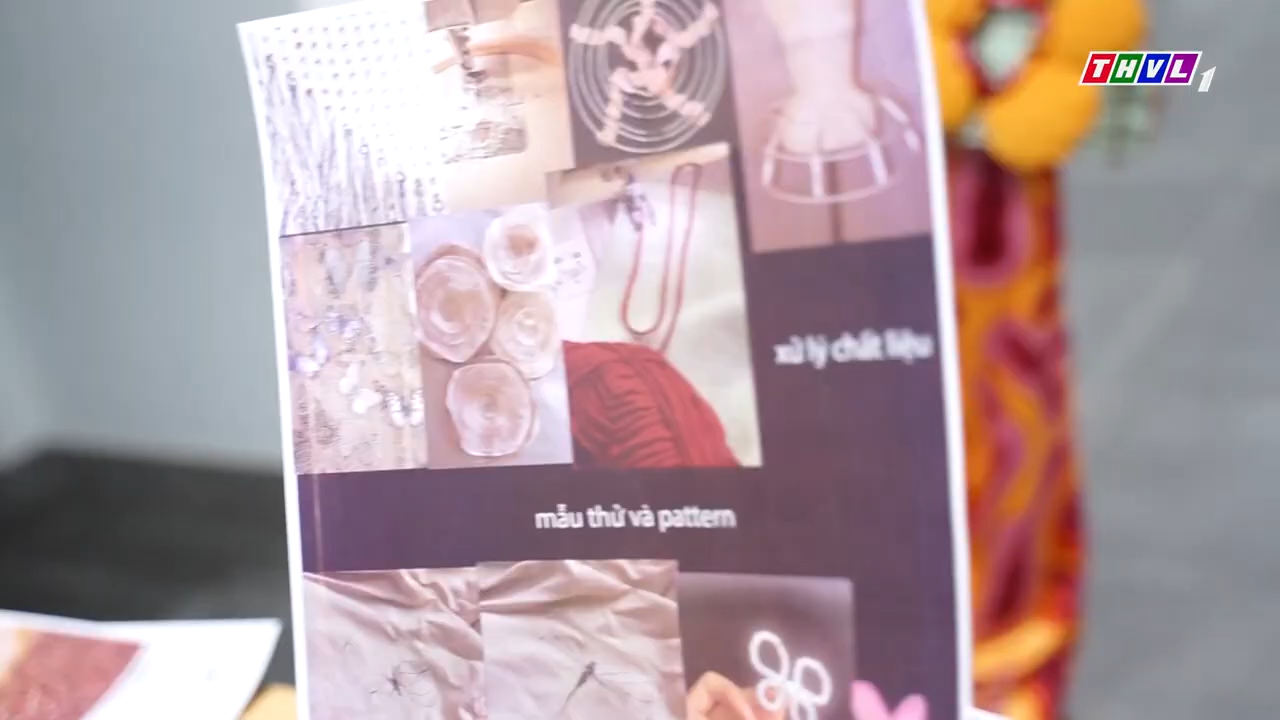 THVL1
xử lý chất liệu
mẫu thử và pattern